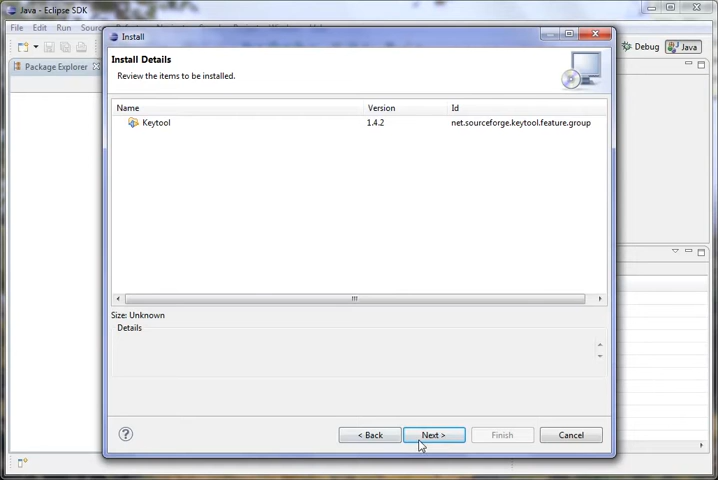 Java - Eclipse SDK
File Edit Run
Install
Debug
Java
Package Explorer
Install Details
Review the items to be installed.
Name Version Id
Keytool 1.4.2 net.sourceforge.keytool.feature.group
Size: Unknown
Details
< Back Next > Finish Cancel